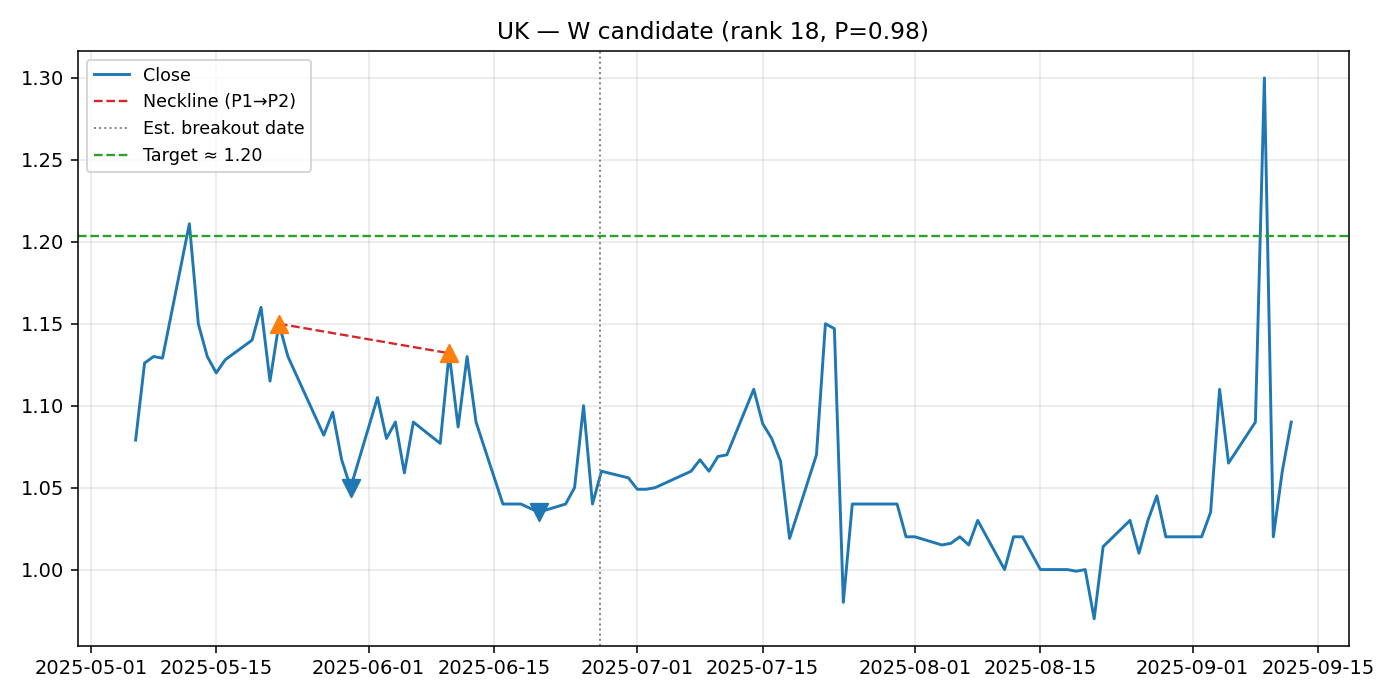 UK — W candidate (rank 18, P=0.98)
Close
Neckline (P1→P2)
Est. breakout date
Target ≈ 1.20
1.30
1.25
1.20
1.15
1.10
1.05
1.00
2025-05-01 2025-05-15 2025-06-01 2025-06-15 2025-07-01 2025-07-15 2025-08-01 2025-08-15 2025-09-01 2025-09-15